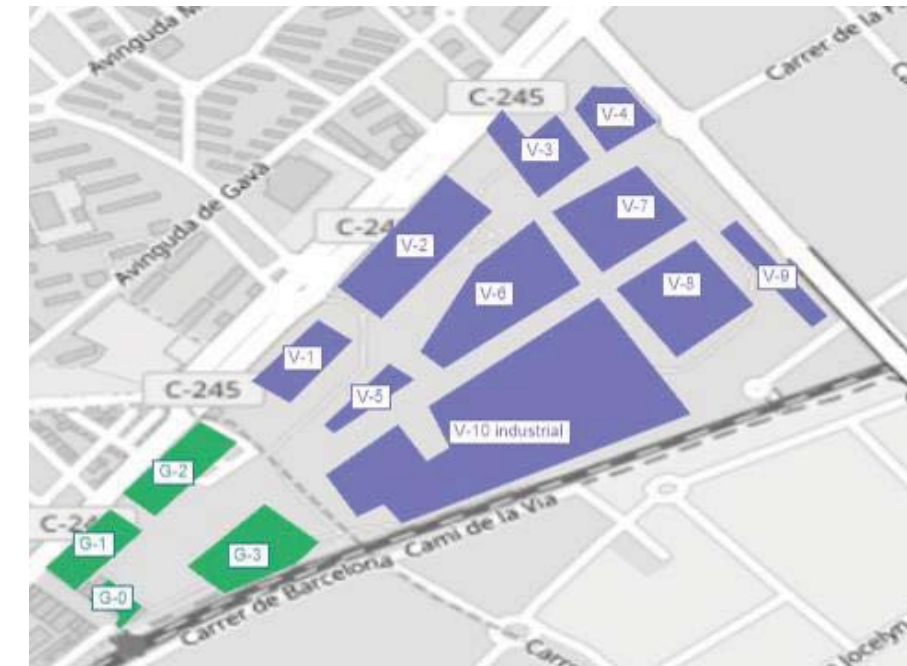 Avinguda M
Carrer de la
C-245
V-4
V-3
Avinguda de Gavà
V-7
C-24
V-2
V-9
V-8
V-6
V-1
C-245
V-5
V-10 industrial
G-2
C-24
G-1
G-3
G-0
Carrer de Barcelona Camí de la Via
Carr
Jocelyn